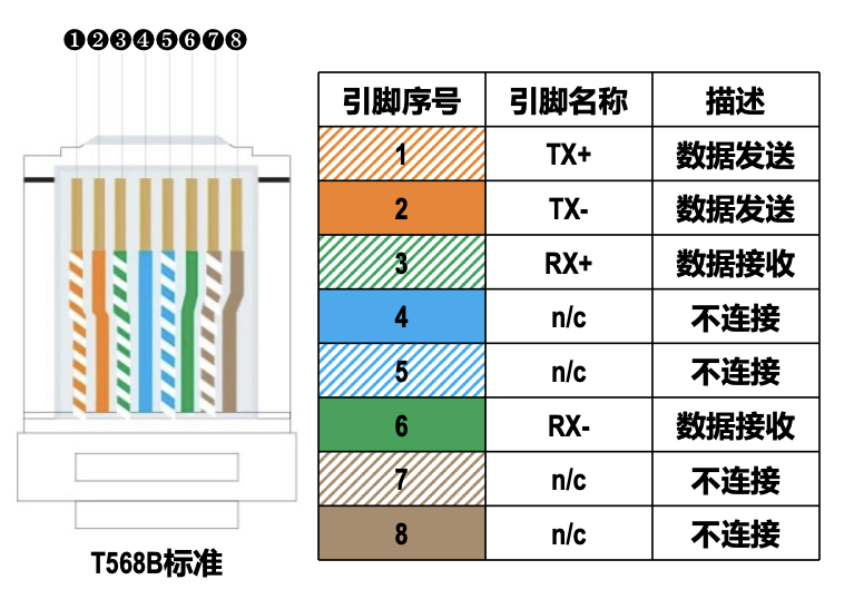 ❶❷❸❹❺❻❼❽
引脚序号 引脚名称 描述
1 TX+ 数据发送
2 TX- 数据发送
3 RX+ 数据接收
4 n/c 不连接
5 n/c 不连接
6 RX- 数据接收
7 n/c 不连接
8 n/c 不连接
T568B标准